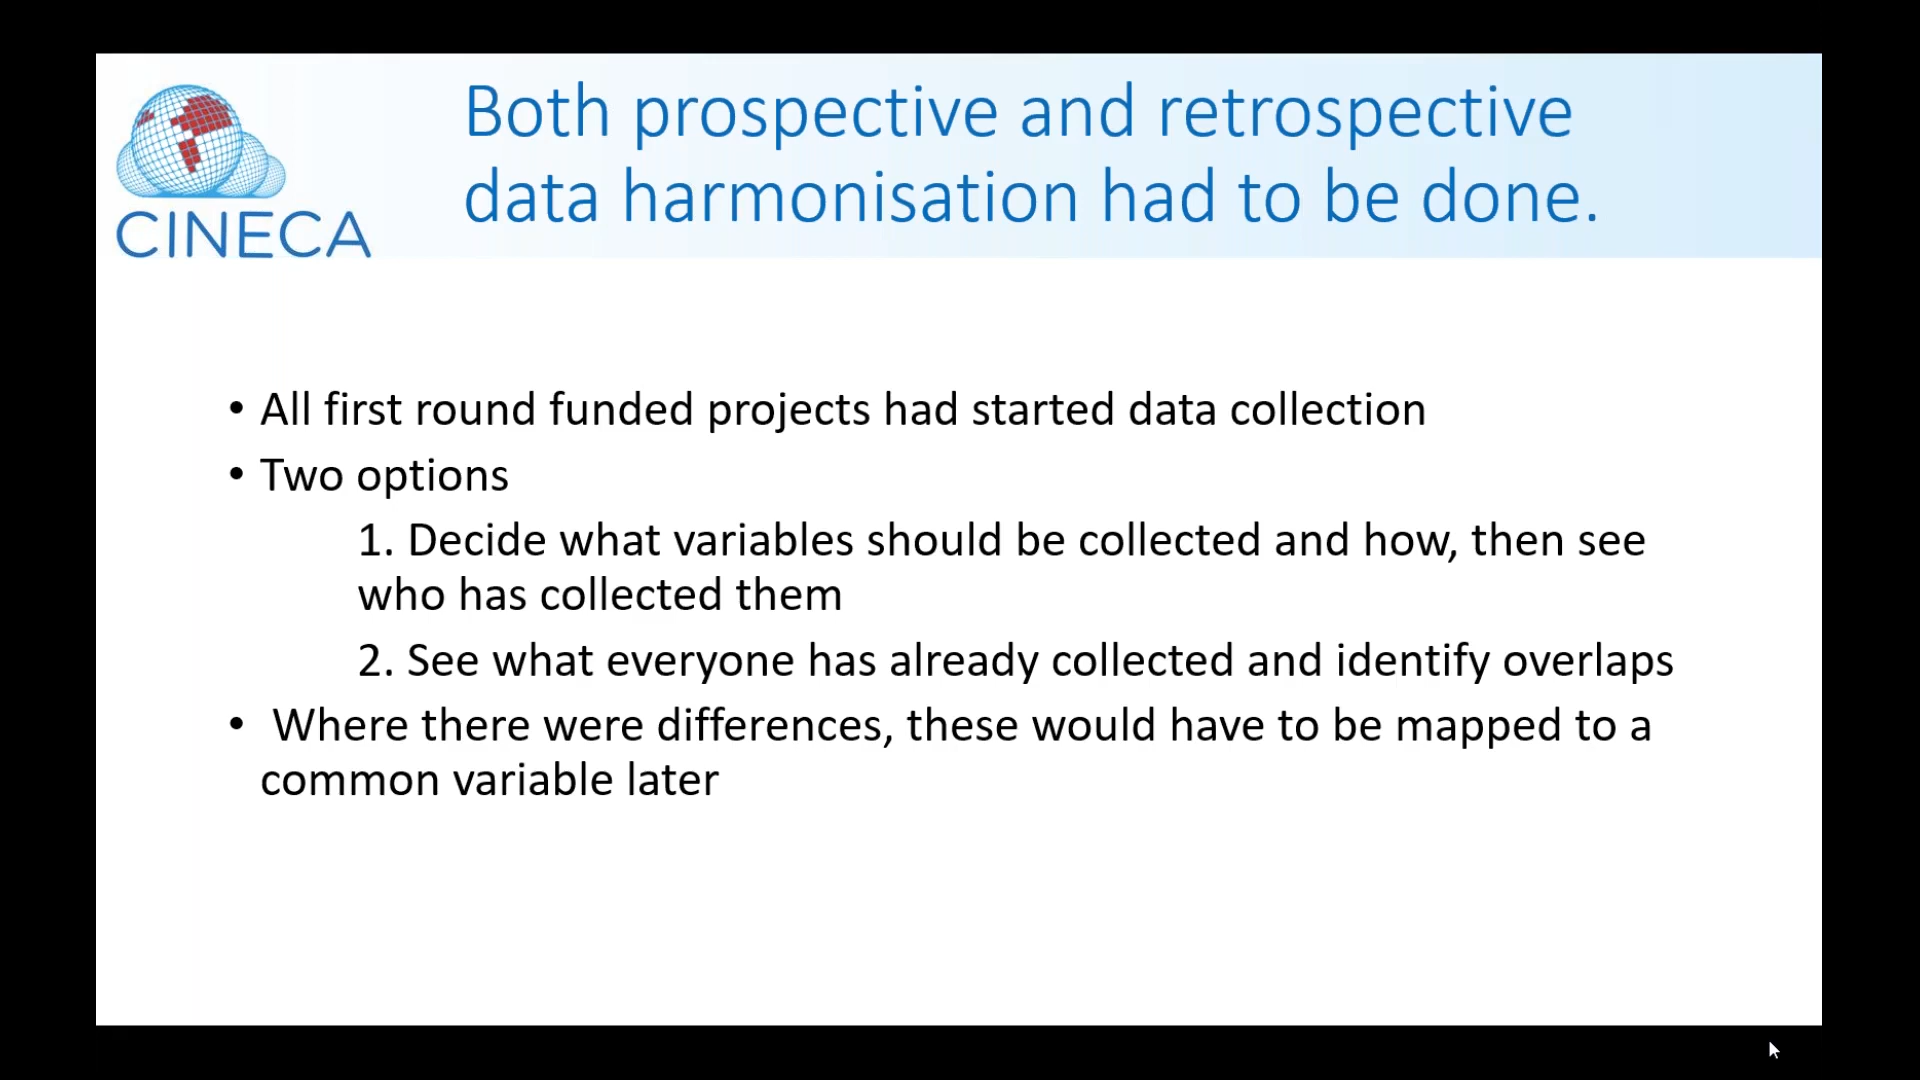 CINECA
Both prospective and retrospective
data harmonisation had to be done.
• All first round funded projects had started data collection
• Two options
1. Decide what variables should be collected and how, then see
who has collected them
2. See what everyone has already collected and identify overlaps
• Where there were differences, these would have to be mapped to a
common variable later